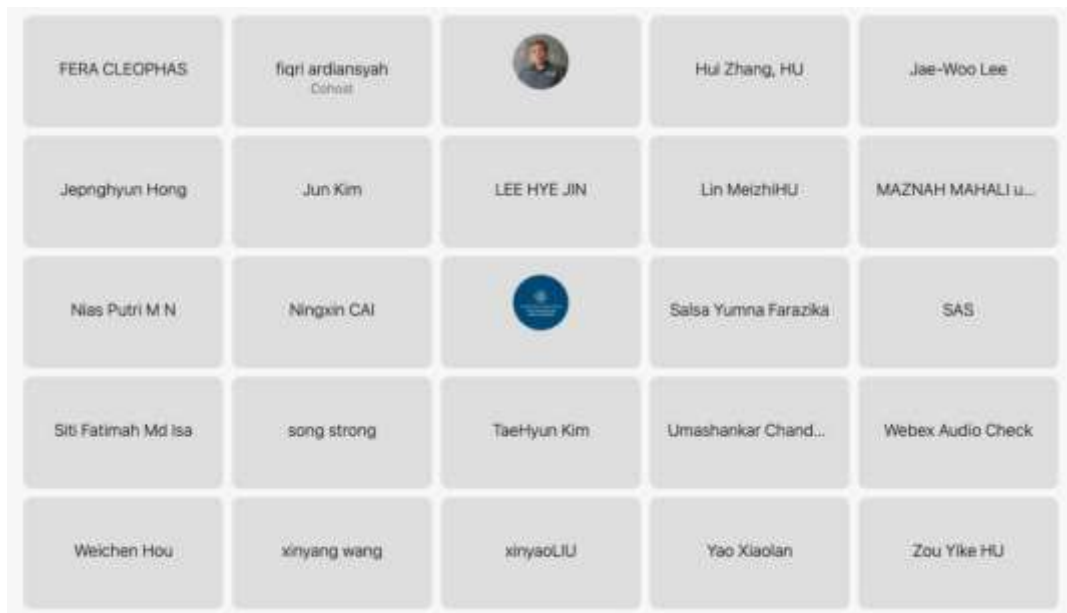 FERA CLEOPHAS
fiqri ardiansyah
Cohost
Hui Zhang, HU
Jae-Woo Lee
Jepnghyun Hong
Jun Kim
LEE HYE JIN
Lin MeizhiHU
MAZNAH MAHALI u...
Nias Putri M N
Ningxin CAI
Salsa Yumna Farazika
SAS
Siti Fatimah Md Isa
song strong
TaeHyun Kim
Umashankar Chand...
Webex Audio Check
Weichen Hou
xinyang wang
xinyaoLIU
Yao Xiaolan
Zou Yike HU